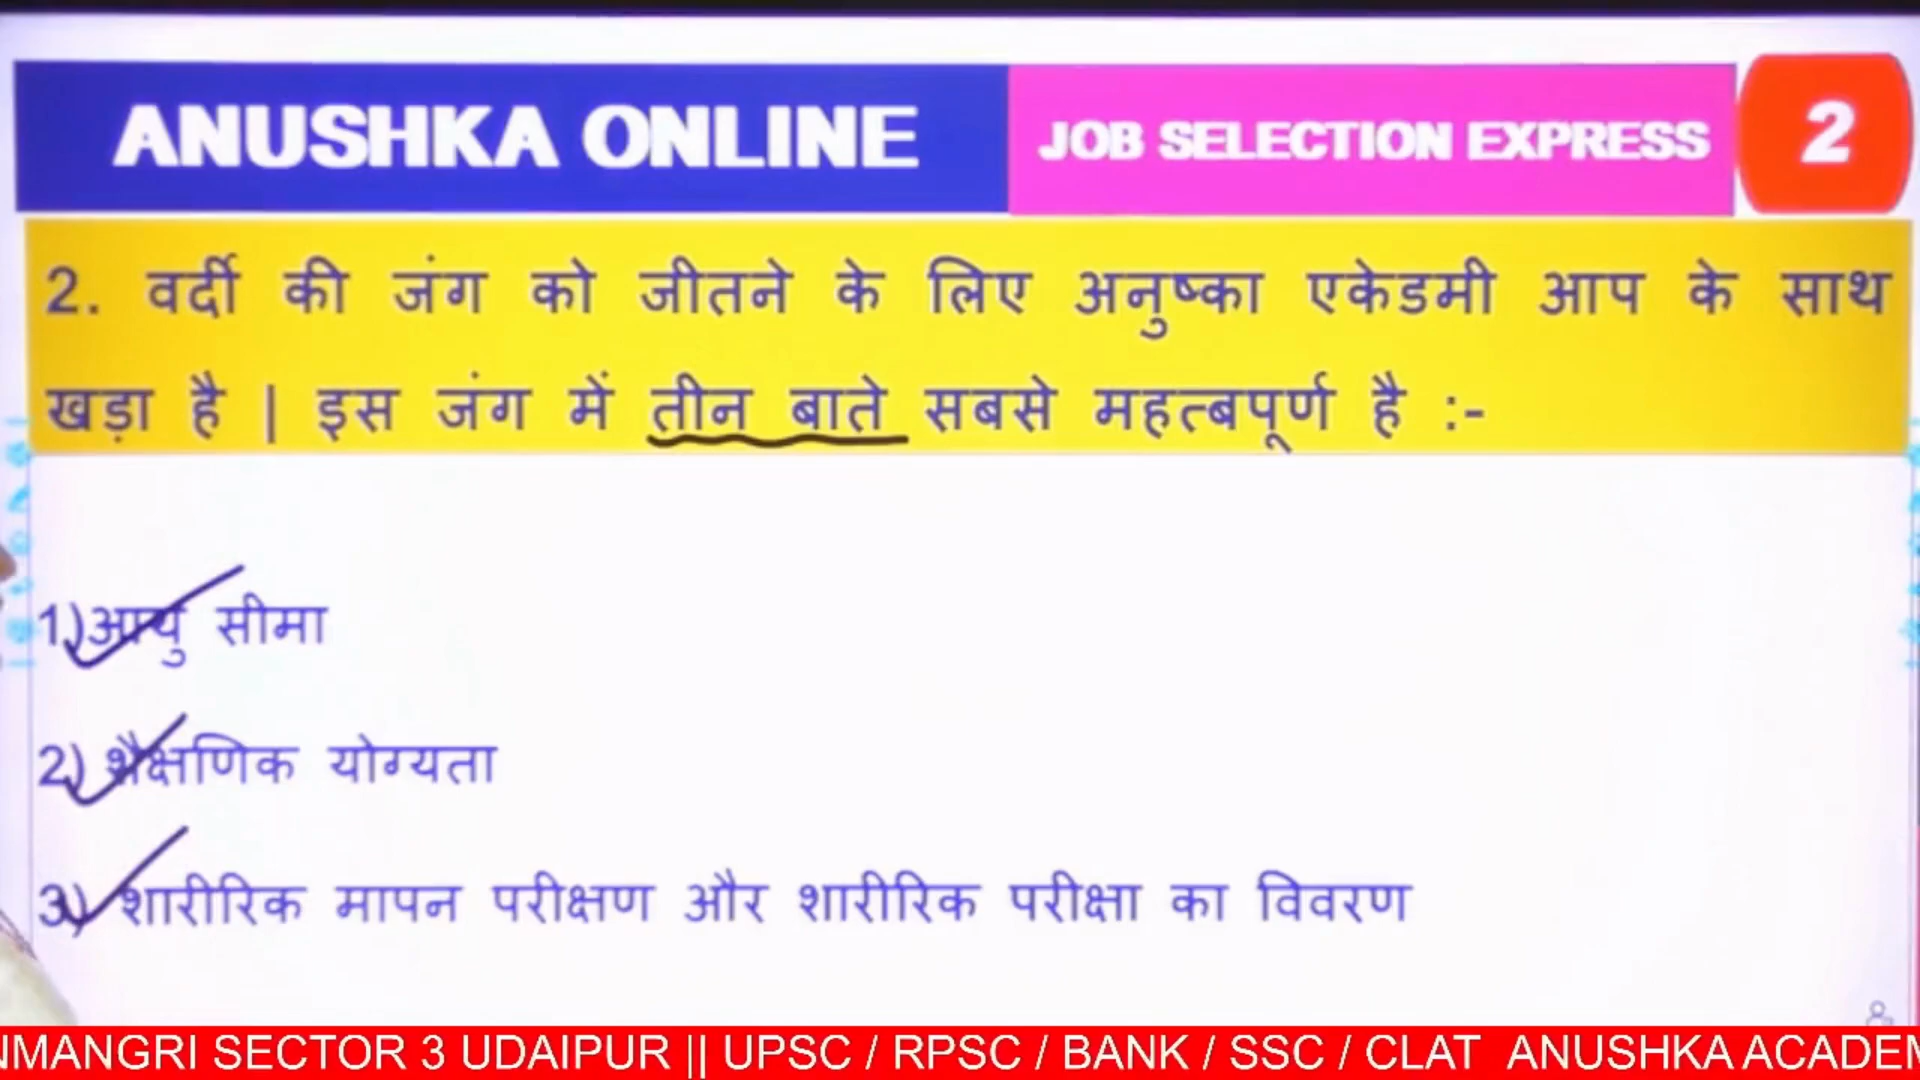 ANUSHKA ONLINE JOB SELECTION EXPRESS 2
2. वर्दी की जंग को जीतने के लिए अनुष्का एकेडमी आप के साथ
खड़ा है | इस जंग में तीन बाते सबसे महत्बपूर्ण है :-
1)आयु सीमा
2) शैक्षणिक योग्यता
3) शारीरिक मापन परीक्षण और शारीरिक परीक्षा का विवरण
NMANGRI SECTOR 3 UDAIPUR || UPSC / RPSC / BANK / SSC / CLAT ANUSHKA ACADEM